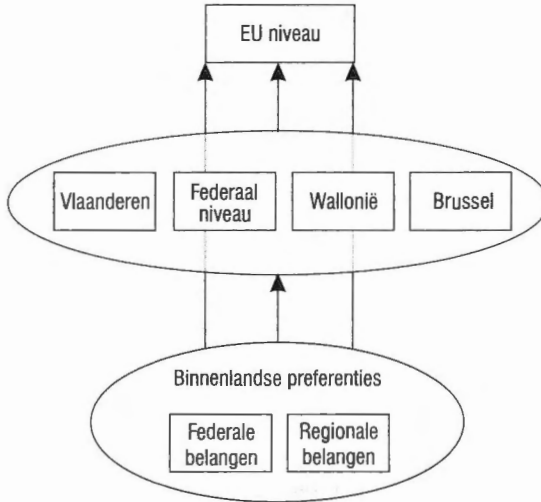 EU niveau
Vlaanderen
Federaal
niveau
Wallonië
Brussel
Binnenlandse preferenties
Federale
belangen
Regionale
belangen